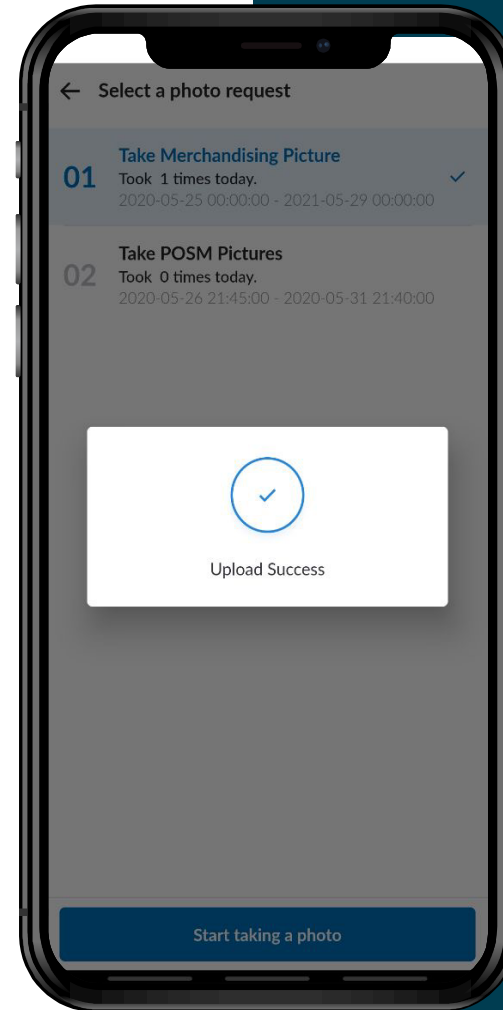 Select a photo request
01
Take Merchandising Picture
Took 1 times today.
2020-05-25 00:00:00 - 2021-05-29 00:00:00
02
Take POSM Pictures
Took 0 times today.
2020-05-26 21:45:00 - 2020-05-31 21:40:00
Upload Success
Start taking a photo